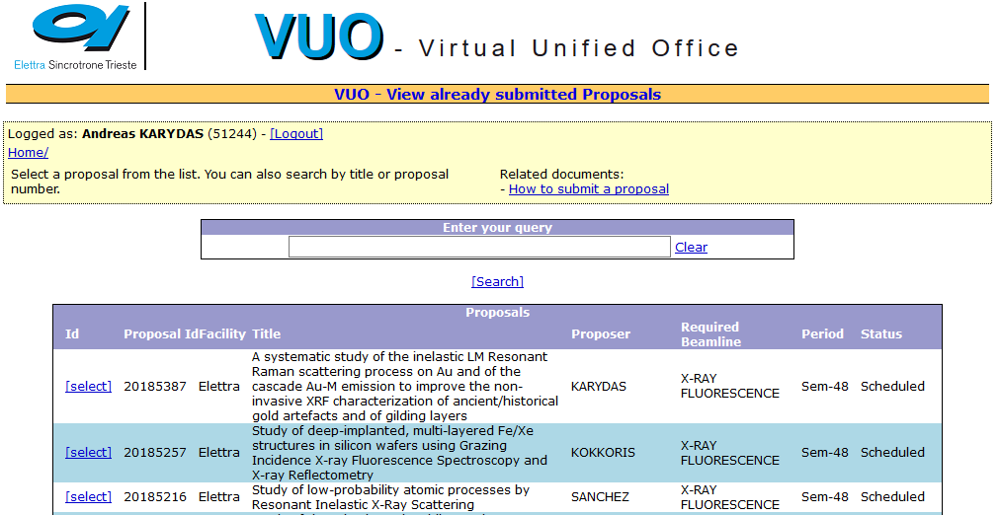 Elettra Sincrotrone Trieste
VUO - Virtual Unified Office
VUO - View already submitted Proposals
Logged as: Andreas KARYDAS (51244) - [Logout]
Home/
Select a proposal from the list. You can also search by title or proposal
number.
Related documents:
- How to submit a proposal
Enter your query
Clear
[Search]
Proposals
Id Proposal Id Facility Title Proposer Required Beamline Period Status
[select] 20185387 Elettra
A systematic study of the inelastic LM Resonant
Raman scattering process on Au and of the
cascade Au-M emission to improve the non-
invasive XRF characterization of ancient/historical
gold artefacts and of gilding layers
KARYDAS
X-RAY
FLUORESCENCE
Sem-48 Scheduled
[select] 20185257 Elettra
Study of deep-implanted, multi-layered Fe/Xe
structures in silicon wafers using Grazing
Incidence X-ray Fluorescence Spectroscopy and
X-ray Reflectometry
KOKKORIS
X-RAY
FLUORESCENCE
Sem-48 Scheduled
[select] 20185216 Elettra
Study of low-probability atomic processes by
Resonant Inelastic X-Ray Scattering
SANCHEZ
X-RAY
FLUORESCENCE
Sem-48 Scheduled